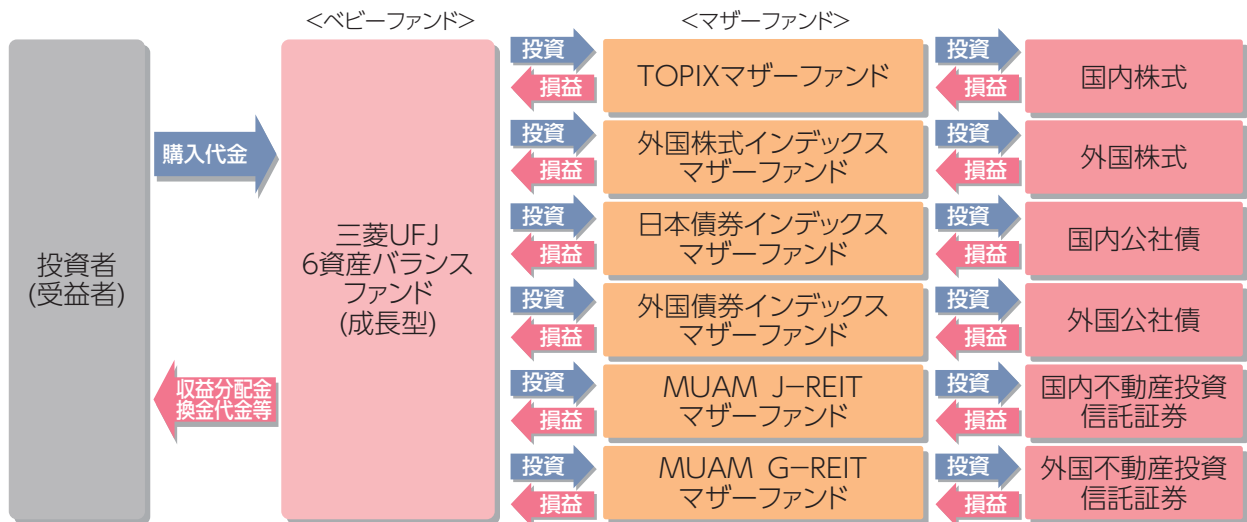 <ベビーファンド>
<マザーファンド>
投資者
(受益者)
購入代金
収益分配金
換金代金等
三菱UFJ
6資産バランス
ファンド
(成長型)
投資
損益
TOPIXマザーファンド
投資
損益
国内株式
投資
損益
外国株式インデックス
マザーファンド
投資
損益
外国株式
投資
損益
日本債券インデックス
マザーファンド
投資
損益
国内公社債
投資
損益
外国債券インデックス
マザーファンド
投資
損益
外国公社債
投資
損益
MUAM J-REIT
マザーファンド
投資
損益
国内不動産投資
信託証券
投資
損益
MUAM G-REIT
マザーファンド
投資
損益
外国不動産投資
信託証券